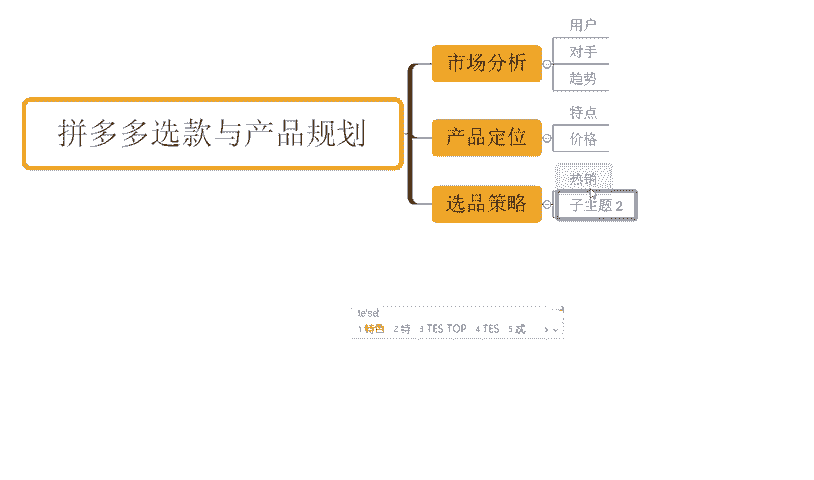 拼多多选款与产品规划
市场分析
用户
对手
趋势
产品定位
特点
价格
选品策略
热销
子主题 2
te'se
1 特色 2 特 3 TES TOP 4 TES 5 忒